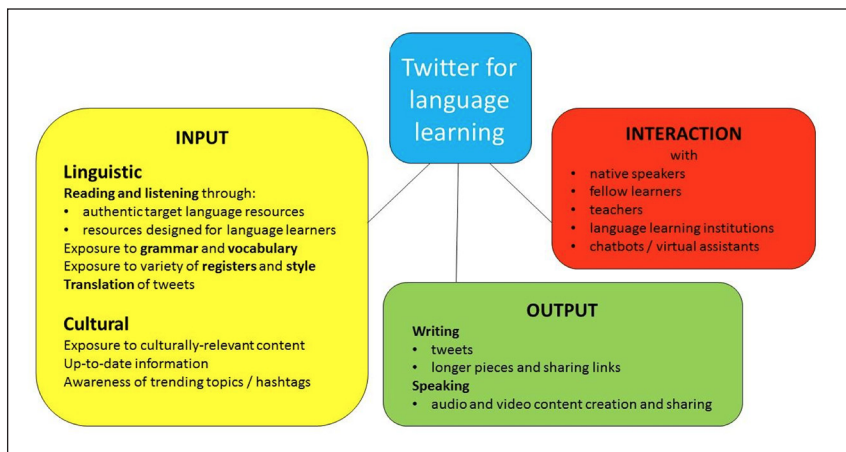 Twitter for
language
learning
INPUT
Linguistic
Reading and listening through:
• authentic target language resources
• resources designed for language learners
Exposure to grammar and vocabulary
Exposure to variety of registers and style
Translation of tweets
Cultural
Exposure to culturally-relevant content
Up-to-date information
Awareness of trending topics / hashtags
INTERACTION
with
• native speakers
• fellow learners
• teachers
• language learning institutions
• chatbots / virtual assistants
OUTPUT
Writing
• tweets
• longer pieces and sharing links
Speaking
• audio and video content creation and sharing